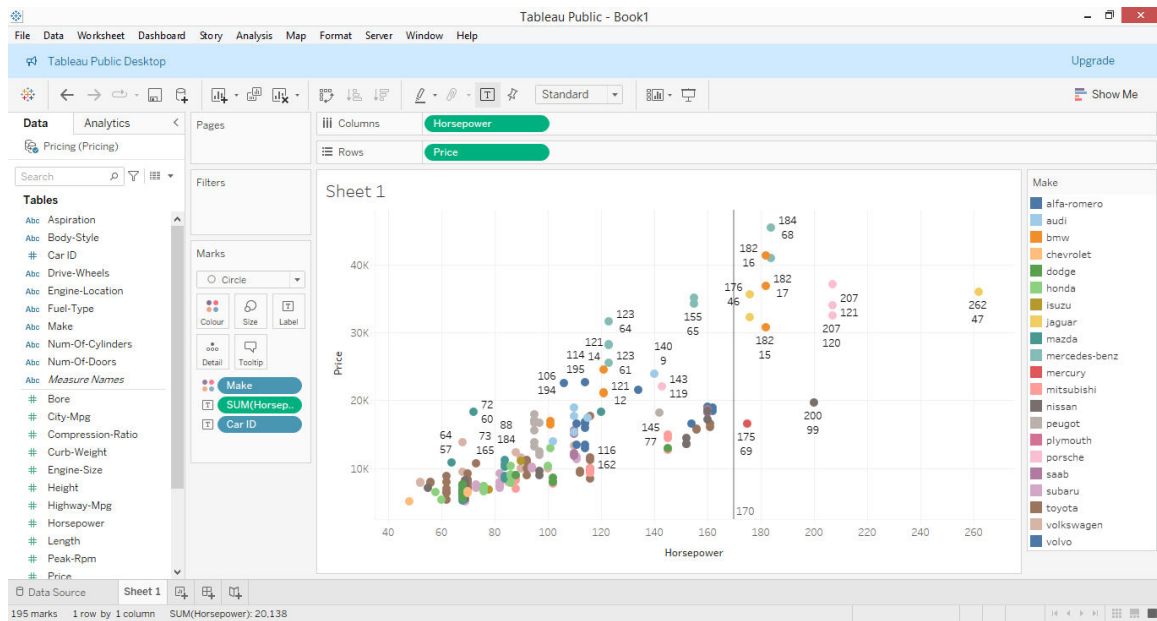 Tableau Public - Book1
File Data Worksheet Dashboard Story Analysis Map Format Server Window Help
Tableau Public Desktop
Upgrade
Standard
Show Me
Data
Analytics
Pricing (Pricing)
Search
Tables
Abc Aspiration
Abc Body-Style
# Car ID
Abc Drive-Wheels
Abc Engine-Location
Abc Fuel-Type
Abc Make
Abc Num-Of-Cylinders
Abc Num-Of-Doors
Abc Measure Names
# Bore
# City-Mpg
# Compression-Ratio
# Curb-Weight
# Engine-Size
# Height
# Highway-Mpg
# Horsepower
# Length
# Peak-Rpm
# Price
Pages
Filters
Marks
Circle
Colour
Size
Label
Detail
Tooltip
Make
SUM(Horsep..
Car ID
Columns
Horsepower
Rows
Price
Sheet 1
Price
40K
30K
20K
10K
184
68
182
16
176
46
182
17
207
121
262
47
123
64
155
65
182
15
207
120
121
14
140
9
114
195
123
61
106
194
121
12
143
119
72
60
88
184
145
77
200
99
64
57
73
165
116
162
175
69
170
40
60
80
100
120
140
160
180
200
220
240
260
Horsepower
Make
alfa-romero
audi
bmw
chevrolet
dodge
honda
isuzu
jaguar
mazda
mercedes-benz
mercury
mitsubishi
nissan
peugot
plymouth
porsche
saab
subaru
toyota
volkswagen
volvo
Data Source
Sheet 1
195 marks 1 row by 1 column SUM(Horsepower): 20,138